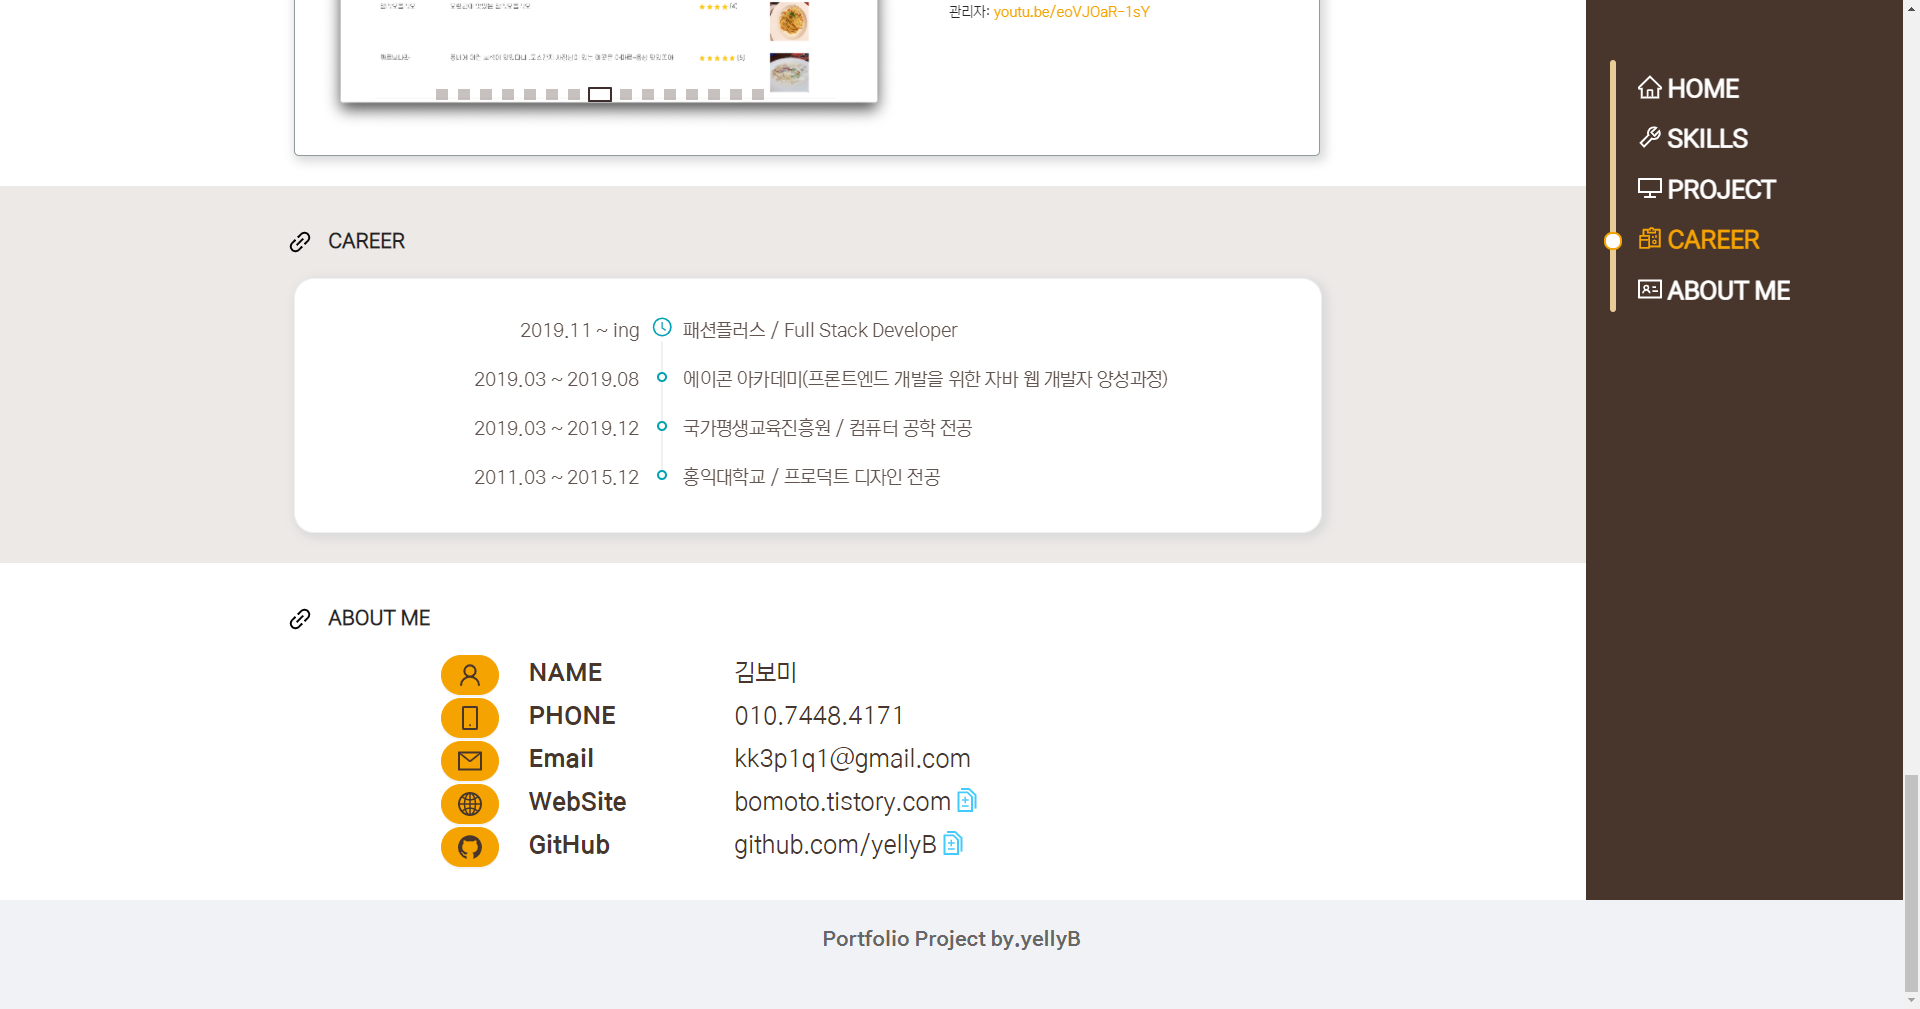 (4)
관리자: youtu.be/eoVJOaR-1sY
(5)
HOME
SKILLS
PROJECT
CAREER
ABOUT ME
CAREER
2019.11 ~ ing 패션플러스 / Full Stack Developer
2019.03 ~ 2019.08 에이콘 아카데미(프론트엔드 개발을 위한 자바 웹 개발자 양성과정)
2019.03 ~ 2019.12 국가평생교육진흥원 / 컴퓨터 공학 전공
2011.03 ~ 2015.12 홍익대학교 / 프로덕트 디자인 전공
ABOUT ME
NAME 김보미
PHONE 010.7448.4171
Email kk3p1q1@gmail.com
WebSite bomoto.tistory.com
GitHub github.com/yellyB
Portfolio Project by.yellyB